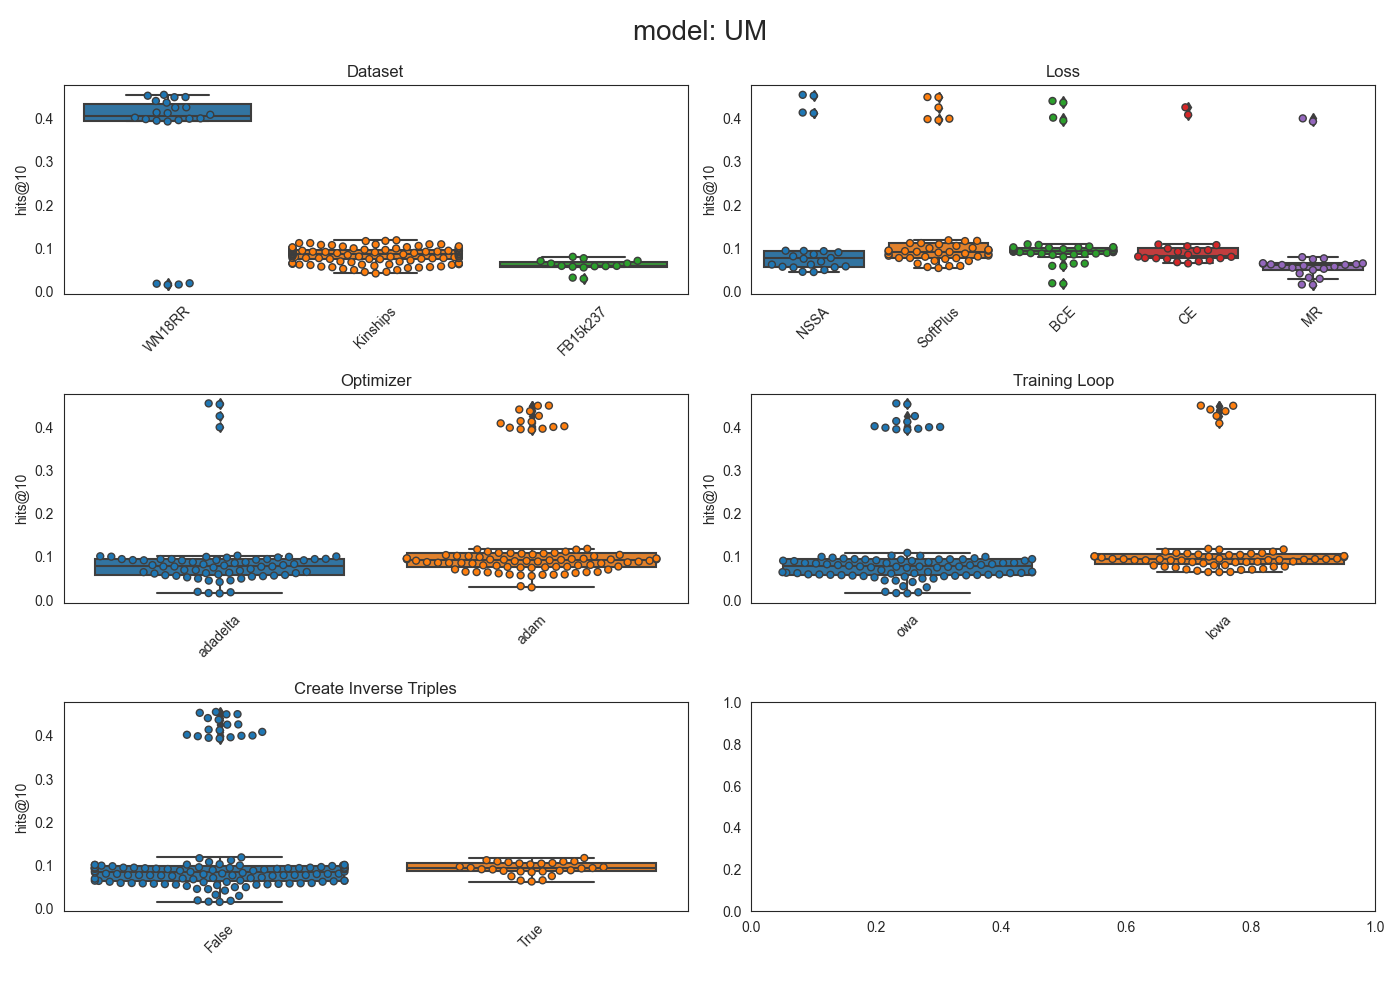 model: UM
Dataset
hits@10
0.4
0.3
0.2
0.1
0.0
WN18RR
Kinships
FB15k237
Loss
hits@10
0.4
0.3
0.2
0.1
0.0
NSSA
SoftPlus
BCE
CE
MR
Optimizer
hits@10
0.4
0.3
0.2
0.1
0.0
adadelta
adam
Training Loop
hits@10
0.4
0.3
0.2
0.1
0.0
owa
lcwa
Create Inverse Triples
hits@10
0.4
0.3
0.2
0.1
0.0
False
True
1.0
0.8
0.6
0.4
0.2
0.0
0.0 0.2 0.4 0.6 0.8 1.0